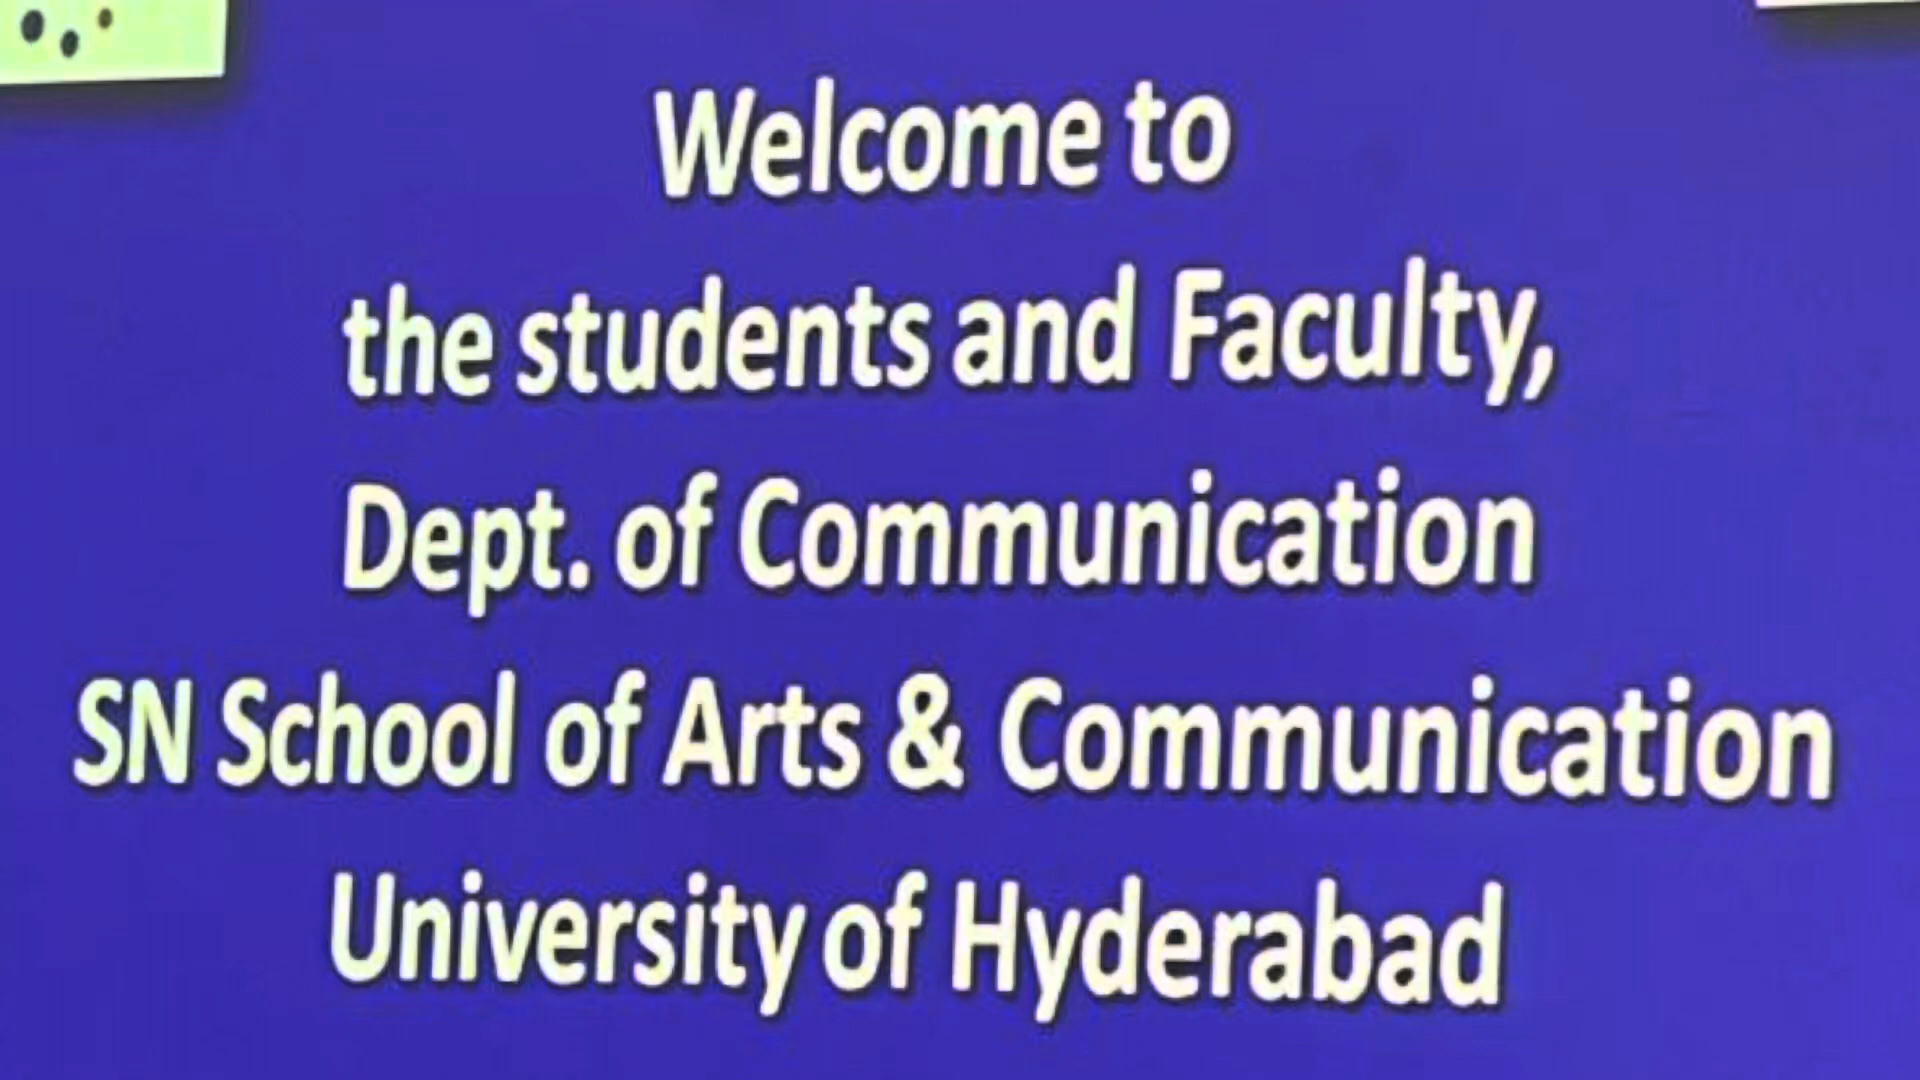 Welcome to
the students and Faculty,
Dept. of Communication
SN School of Arts & Communication
University of Hyderabad